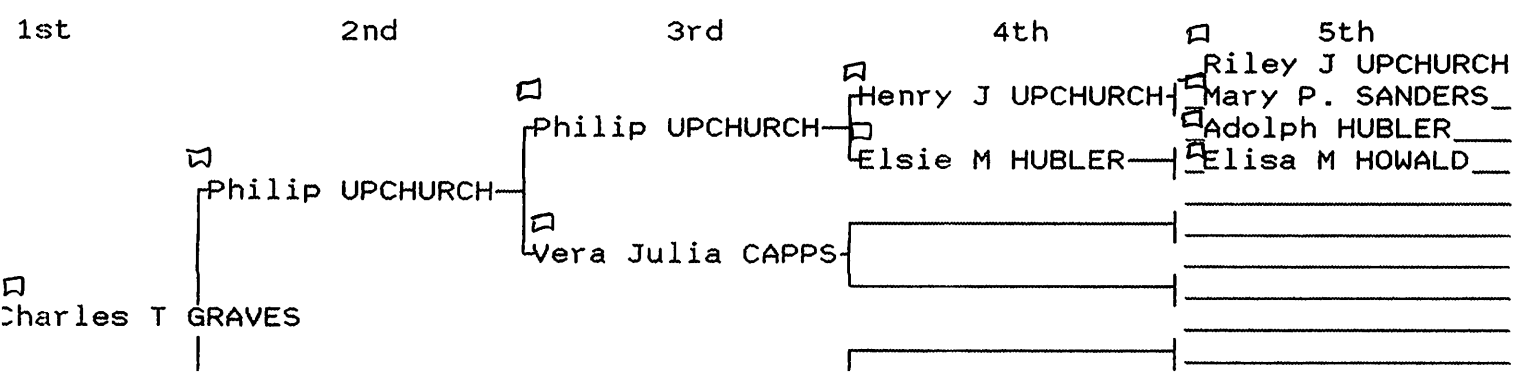 1st 2nd 3rd 4th 5th
Riley J UPCHURCH
Henry J UPCHURCH Mary P. SANDERS
Philip UPCHURCH Adolph HUBLER
Elsie M HUBLER Elisa M HOWALD
Philip UPCHURCH
Vera Julia CAPPS
Charles T GRAVES